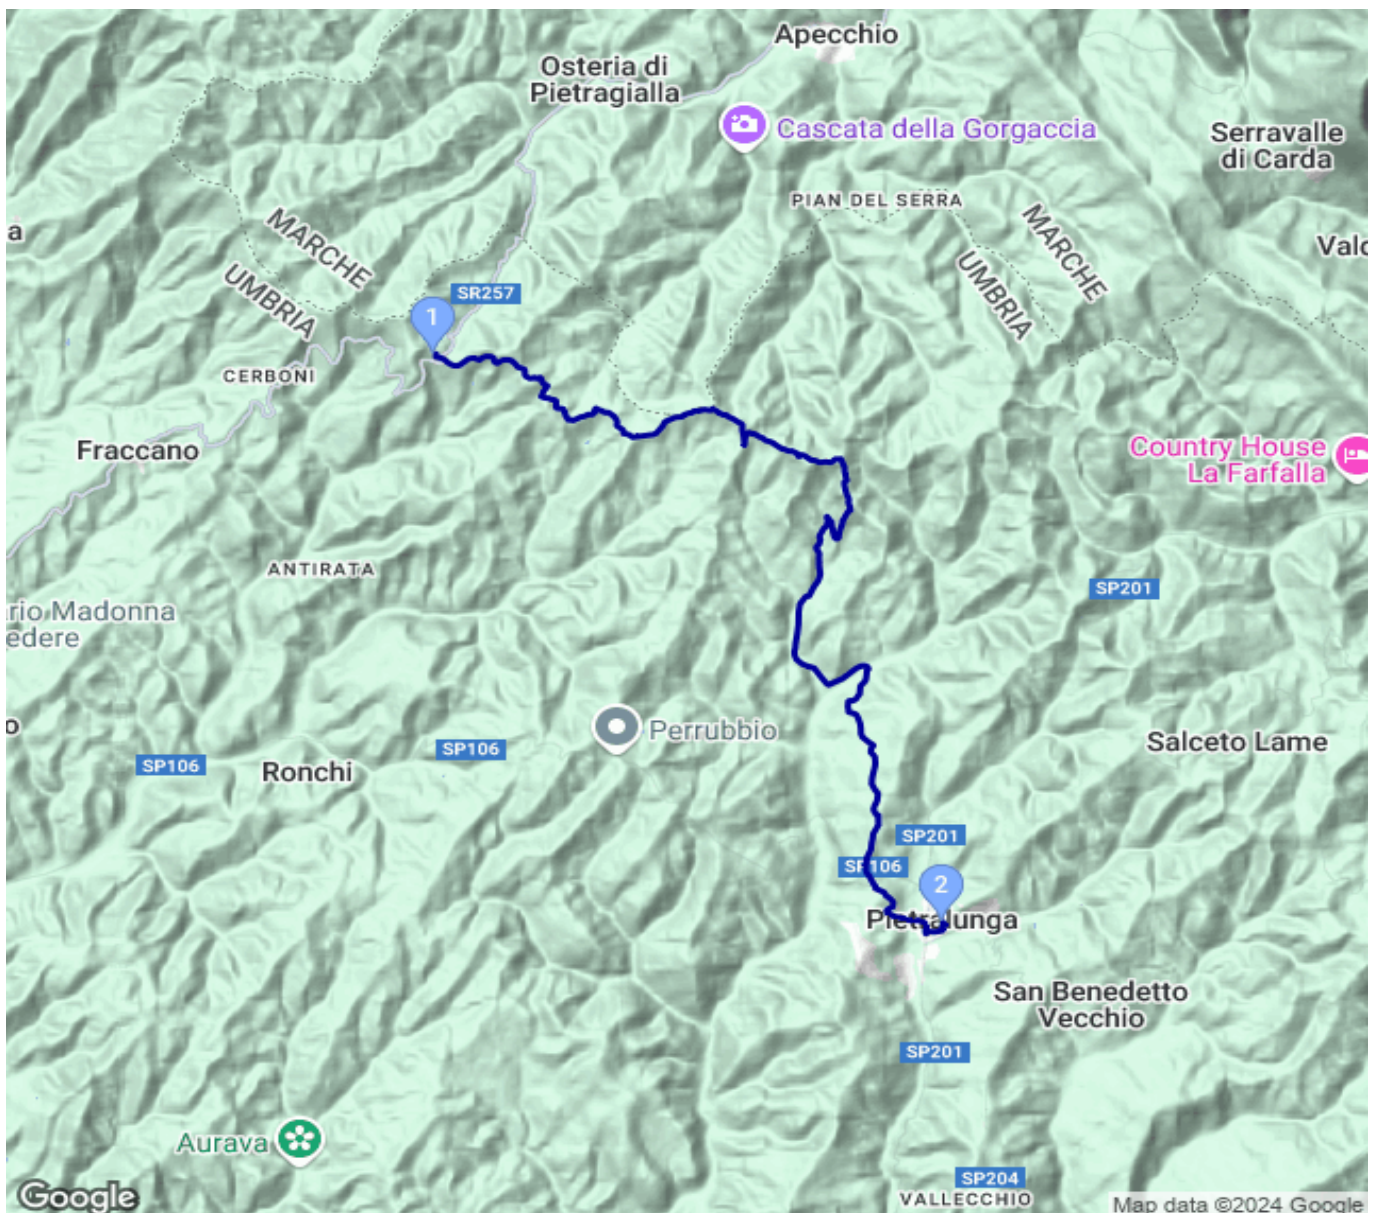 Apecchio
Osteria di
Pietragialla
Cascata della Gorgaccia
Serravalle
di Carda
PIAN DEL SERRA
MARCHE
MARCHE
a
Valc
UMBRIA
UMBRIA
SR257
1
CERBONI
Fraccano
Country House
La Farfalla
ANTIRATA
SP201
ario Madonna
edere
o
Perrubbio
Salceto Lame
SP106
SP106
Ronchi
SP201
SP106
2
Pietralunga
San Benedetto
Vecchio
SP201
Aurava
SP204
VALLECCHIO
Google
Map data ©2024 Google